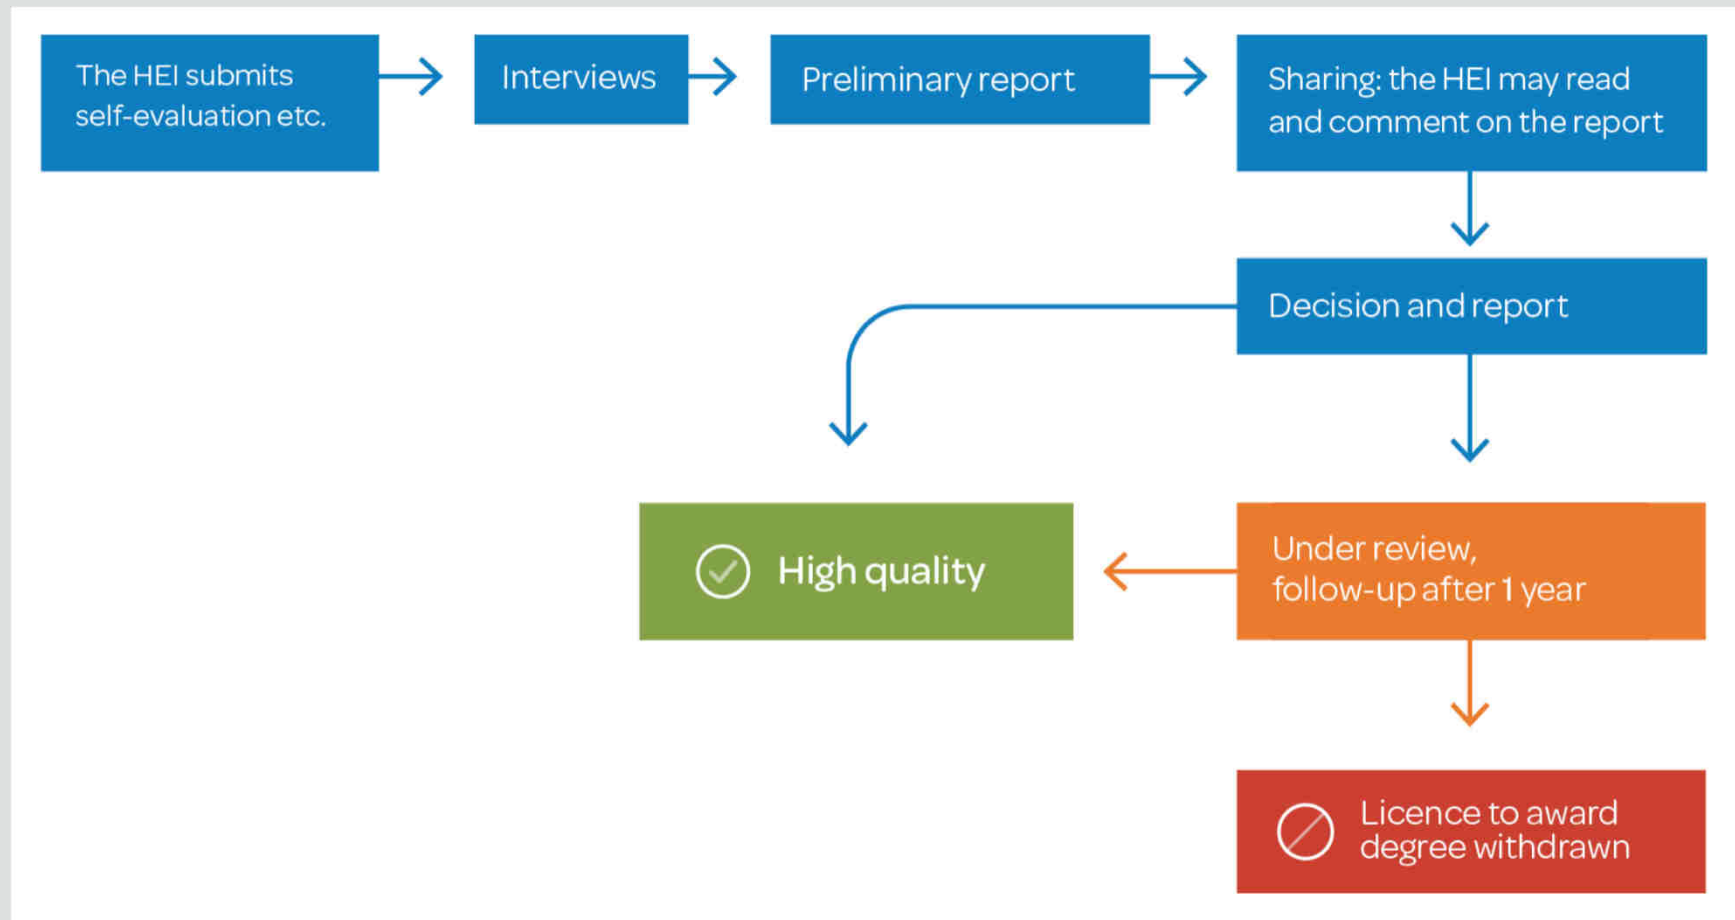 The HEI submits
self-evaluation etc.
Interviews
Preliminary report
Sharing: the HEI may read
and comment on the report
Decision and report
High quality
Under review,
follow-up after 1 year
Licence to award
degree withdrawn